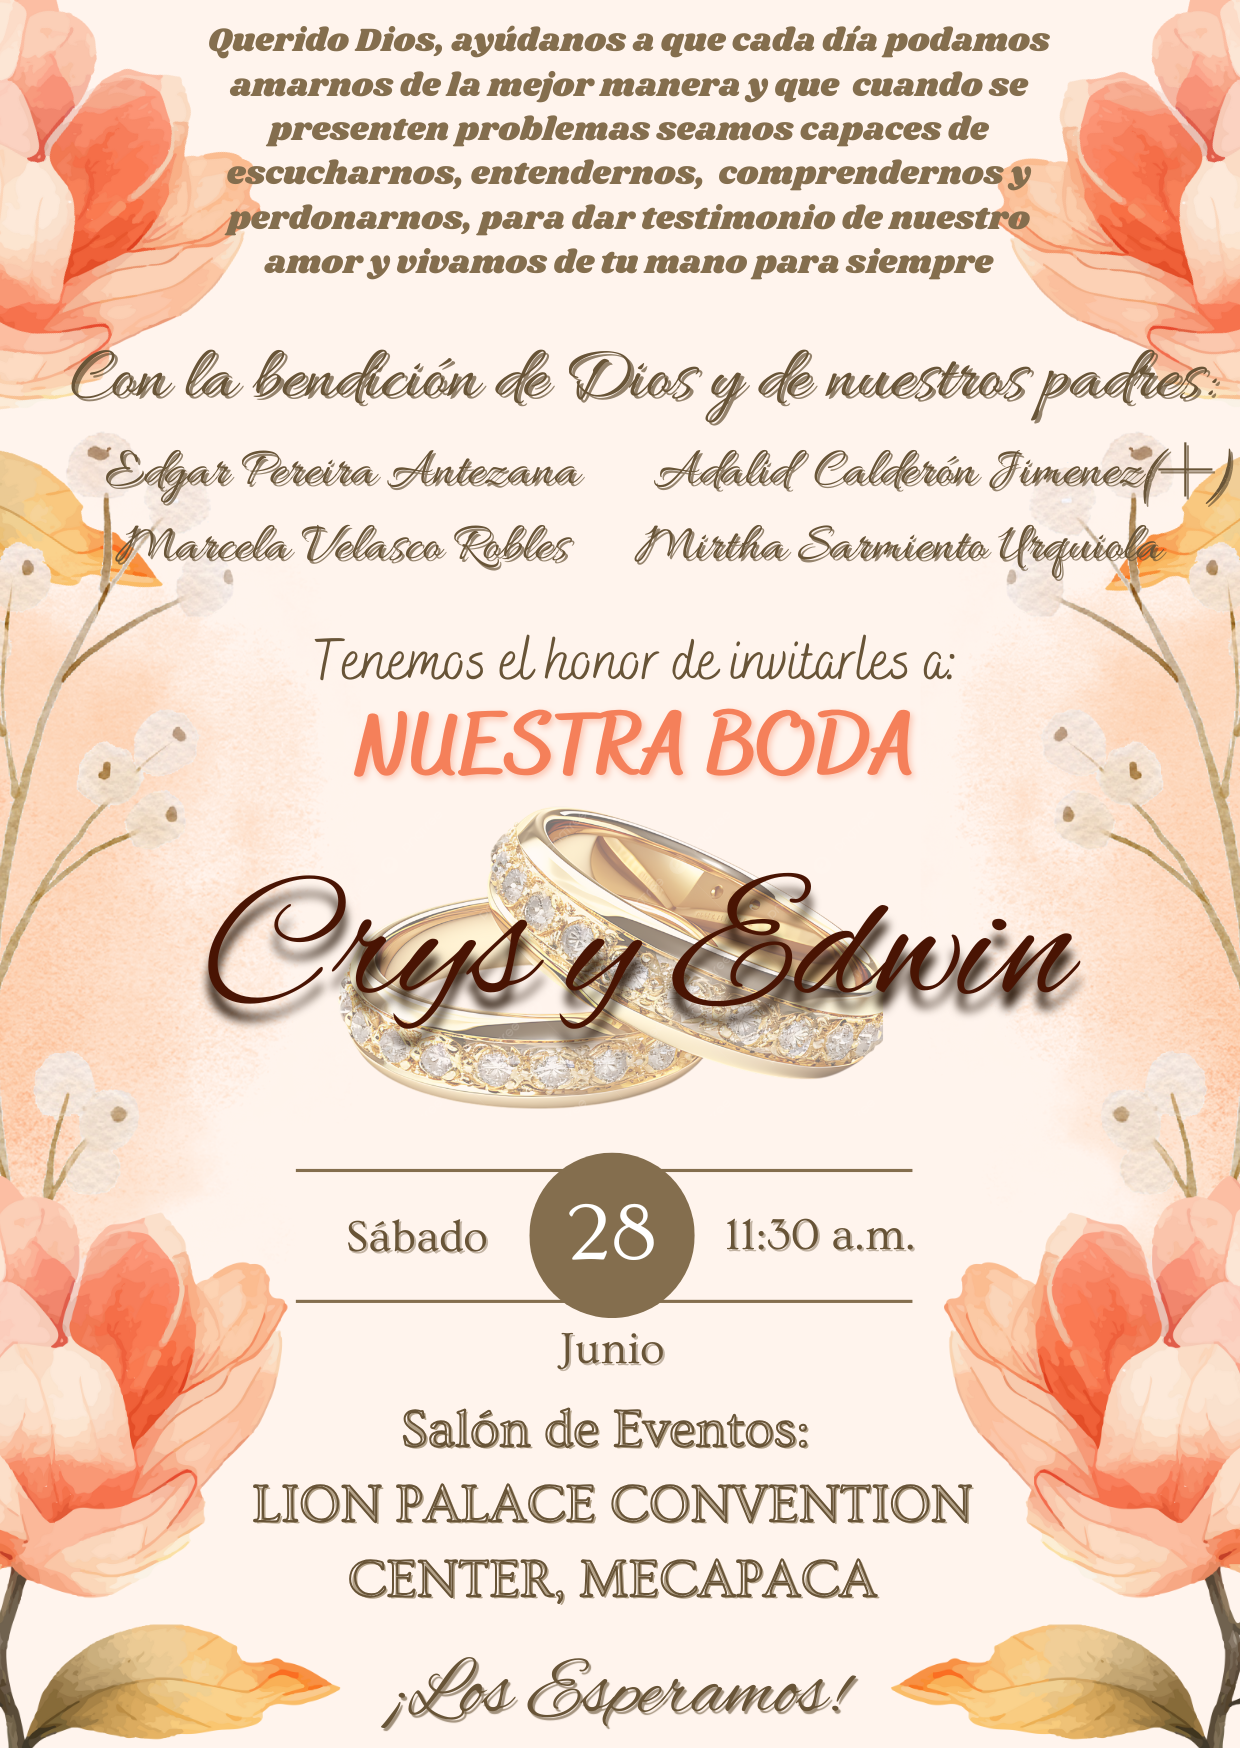 Querido Dios, ayúdanos a que cada día podamos
amarnos de la mejor manera y que cuando se
presenten problemas seamos capaces de
escucharnos, entendernos, comprendernos y
perdonarnos, para dar testimonio de nuestro
amor y vivamos de tu mano para siempre
Con la bendición de Dios y de nuestros padres:
Edgar Pereira Antezana
Adalid Calderón Jimenez(+)
Marcela Velasco Robles
Mirtha Sarmiento Urquiola
Tenemos el honor de invitarles a:
NUESTRA BODA
Crys y Edwin
Sábado
28
11:30 a.m.
Junio
Salón de Eventos:
LION PALACE CONVENTION
CENTER, MECAPACA
¡Los Esperamos!